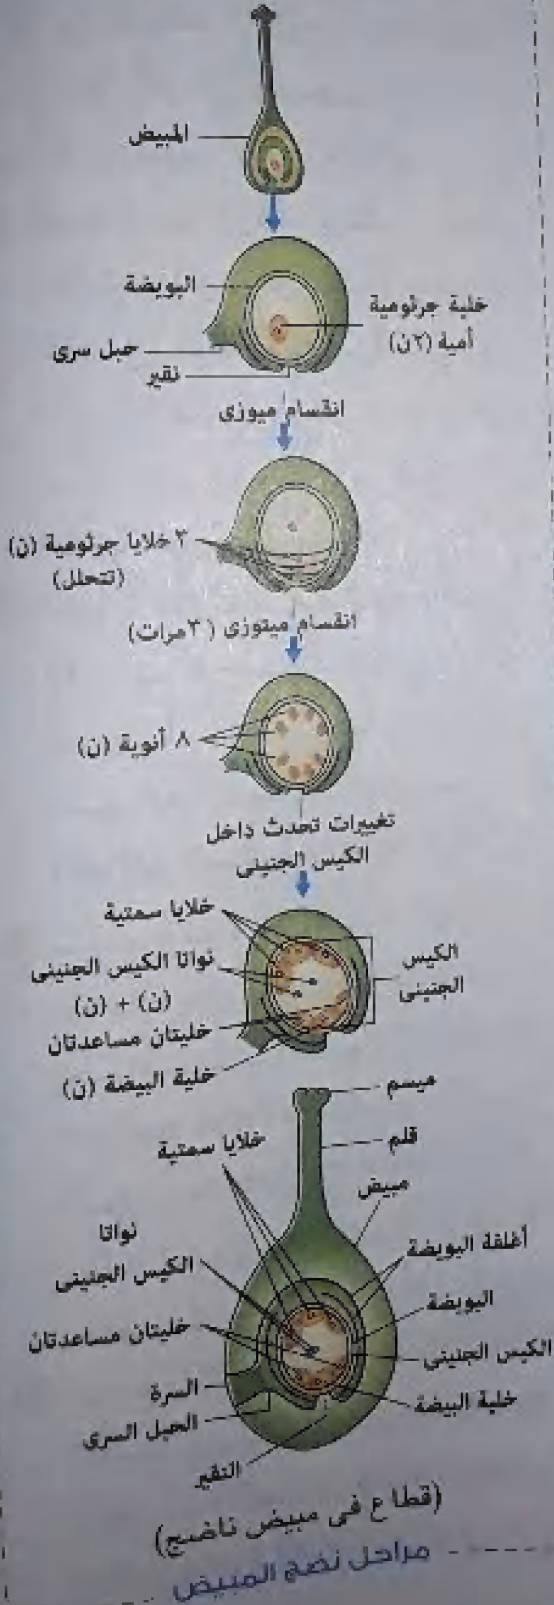 المبيض
البويضة
خلية جرثومية
أمية (٢ن)
حبل سرى
نقير
انقسام ميوزى
٣ خلايا جرثومية (ن)
(تتحلل)
انقسام ميتوزى (٣مرات)
٨ أنوية (ن)
تغييرات تحدث داخل
الكيس الجنينى
خلايا سمتية
نواتا الكيس الجنينى
(ن) + (ن)
الكيس
الجنينى
خليتان مساعدتان
خلية البيضة (ن)
ميسم
قلم
خلايا سمتية
مبيض
نواتا
الكيس الجنينى
أغلفة البويضة
البويضة
خليتان مساعدتان
الكيس الجنينى
السرة
خلية البيضة
الحبل السرى
النقير
(قطاع فى مبيض ناضج)
مراحل نضج المبيض